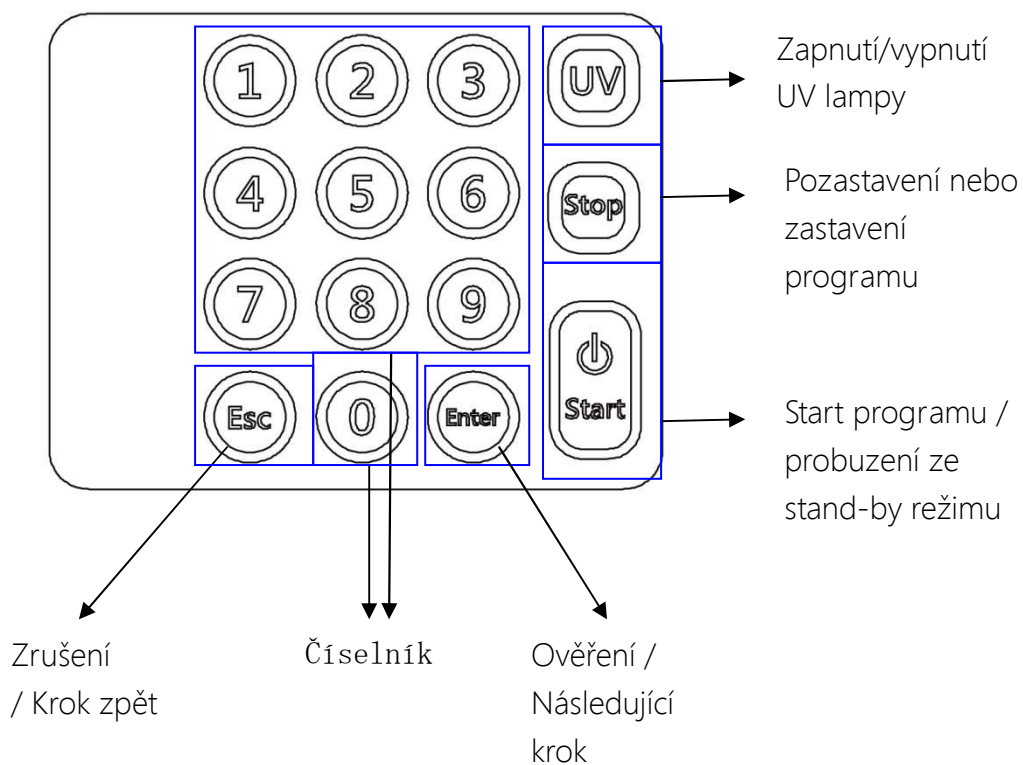 1 2 3 UV
Zapnutí/vypnutí
UV lampy
4 5 6 Stop
Pozastavení nebo
zastavení
programu
7 8 9
Esc 0 Enter Start
Start programu /
probuzení ze
stand-by režimu
Zrušení
/ Krok zpět
Číselník
Ověření /
Následující
krok